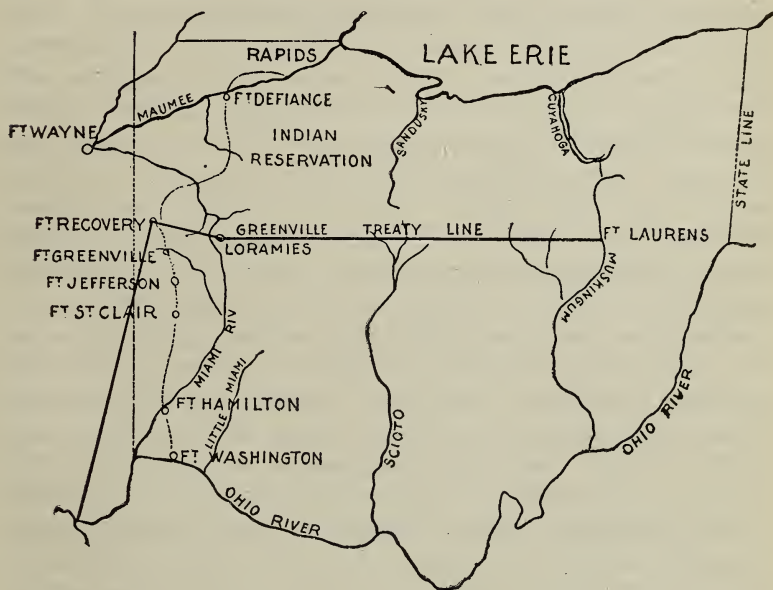 LAKE ERIE
RAPIDS
MAUMEE
FT. DEFIANCE
FT. WAYNE
INDIAN
RESERVATION
SANDUSKY
CUYAHOGA
STATE LINE
FT. RECOVERY
GREENVILLE TREATY LINE
LORAMIES
FT. LAURENS
FT. GREENVILLE
FT. JEFFERSON
FT. ST. CLAIR
MUSKINGUM
MIAMI RIV
LITTLE MIAMI
FT. HAMILTON
SCIOTO
OHIO RIVER
FT. WASHINGTON
OHIO RIVER